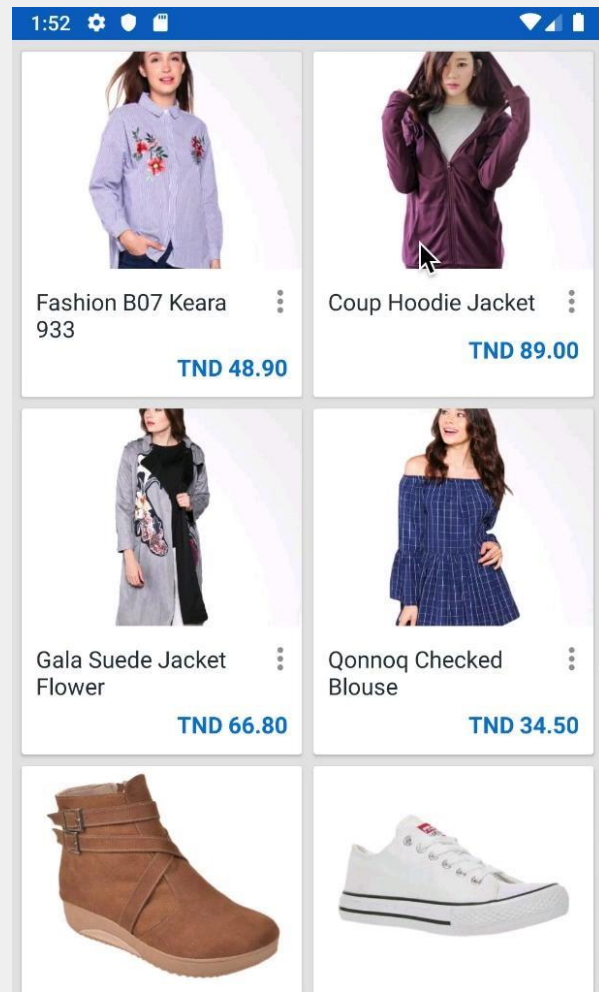 1:52
Fashion B07 Keara
933
TND 48.90
Coup Hoodie Jacket
TND 89.00
Gala Suede Jacket
Flower
TND 66.80
Qonnoq Checked
Blouse
TND 34.50